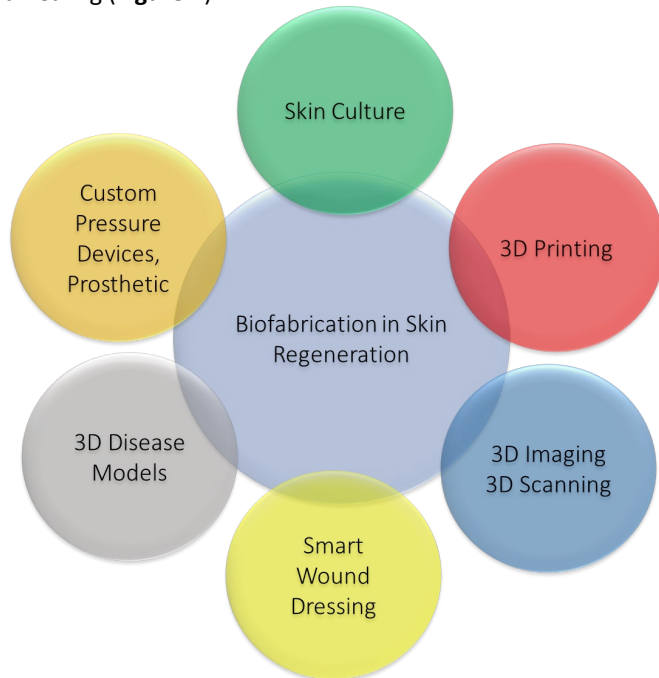 Skin Culture
Custom
Pressure
Devices,
Prosthetic
3D Printing
Biofabrication in Skin
Regeneration
3D Disease
Models
3D Imaging
3D Scanning
Smart
Wound
Dressing